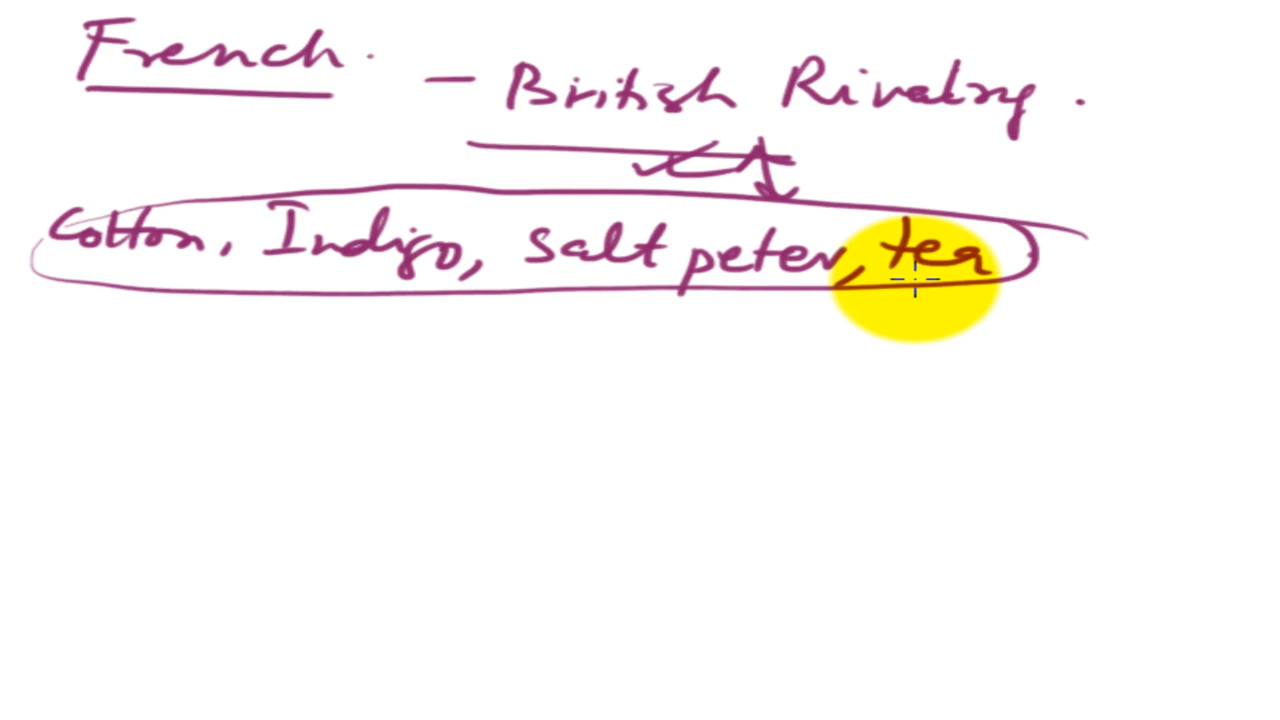 French. - British Rivalry.
Cotton, Indigo, Salt peter, tea